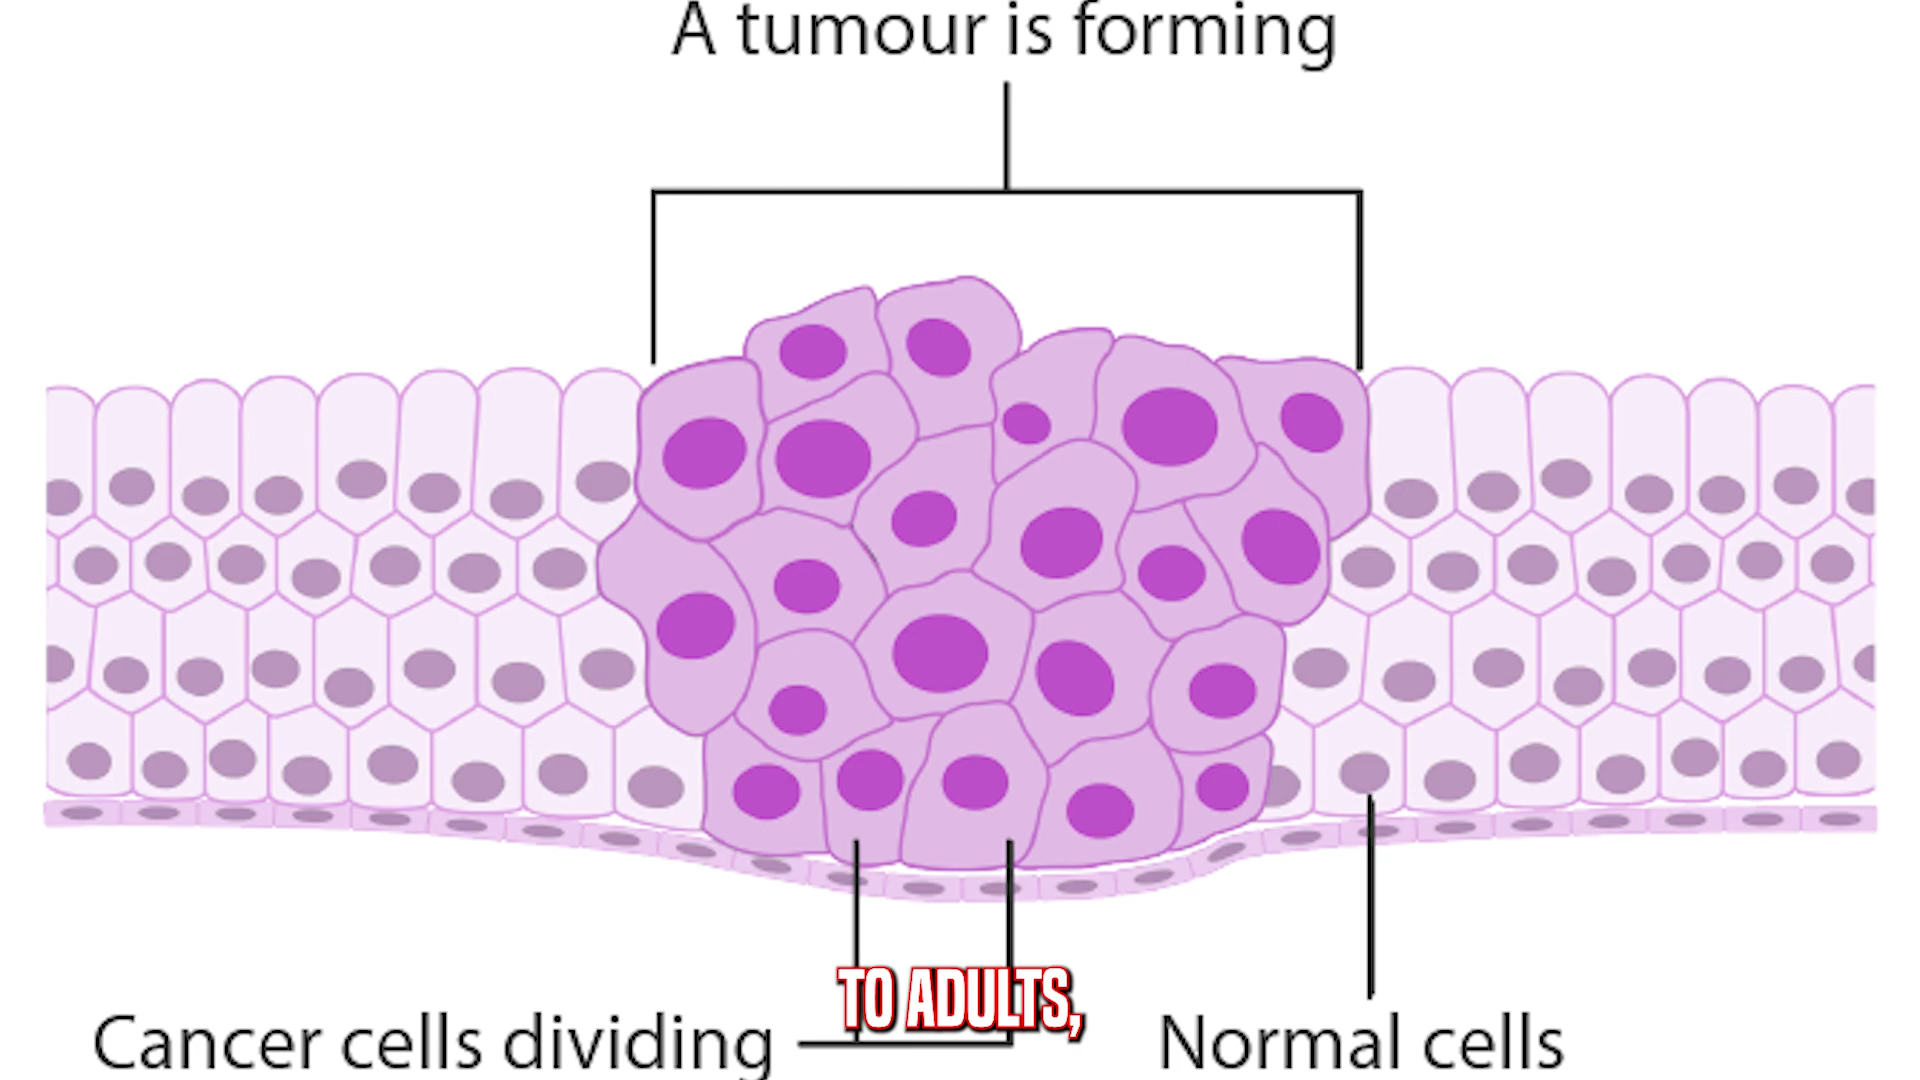 A tumour is forming
TO ADULTS,
Cancer cells dividing
Normal cells